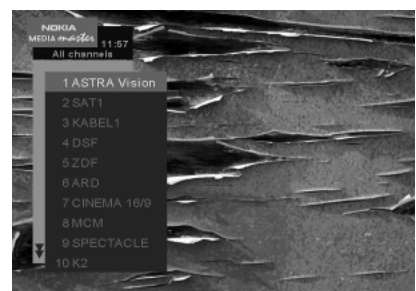 NOKIA
MEDIA master 11:57
All channels
1 ASTRA Vision
2 SAT1
3 KABEL1
4 DSF
5 ZDF
6 ARD
7 CINEMA 16/9
8 MCM
9 SPECTACLE
10 K2